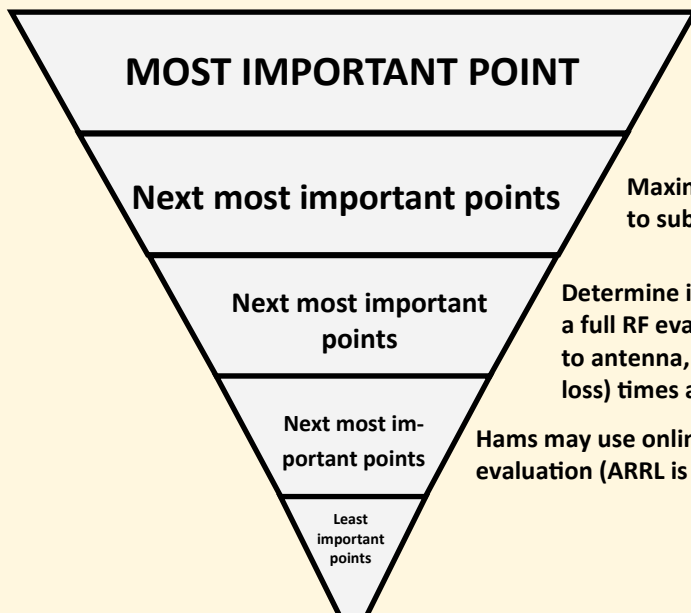 MOST IMPORTANT POINT
Next most important points
Maxin
to sub
Next most important
points
Determine i
a full RF eva
to antenna,
loss) times a
Next most im-
portant points
Hams may use onlin
evaluation (ARRL is
Least
important
points